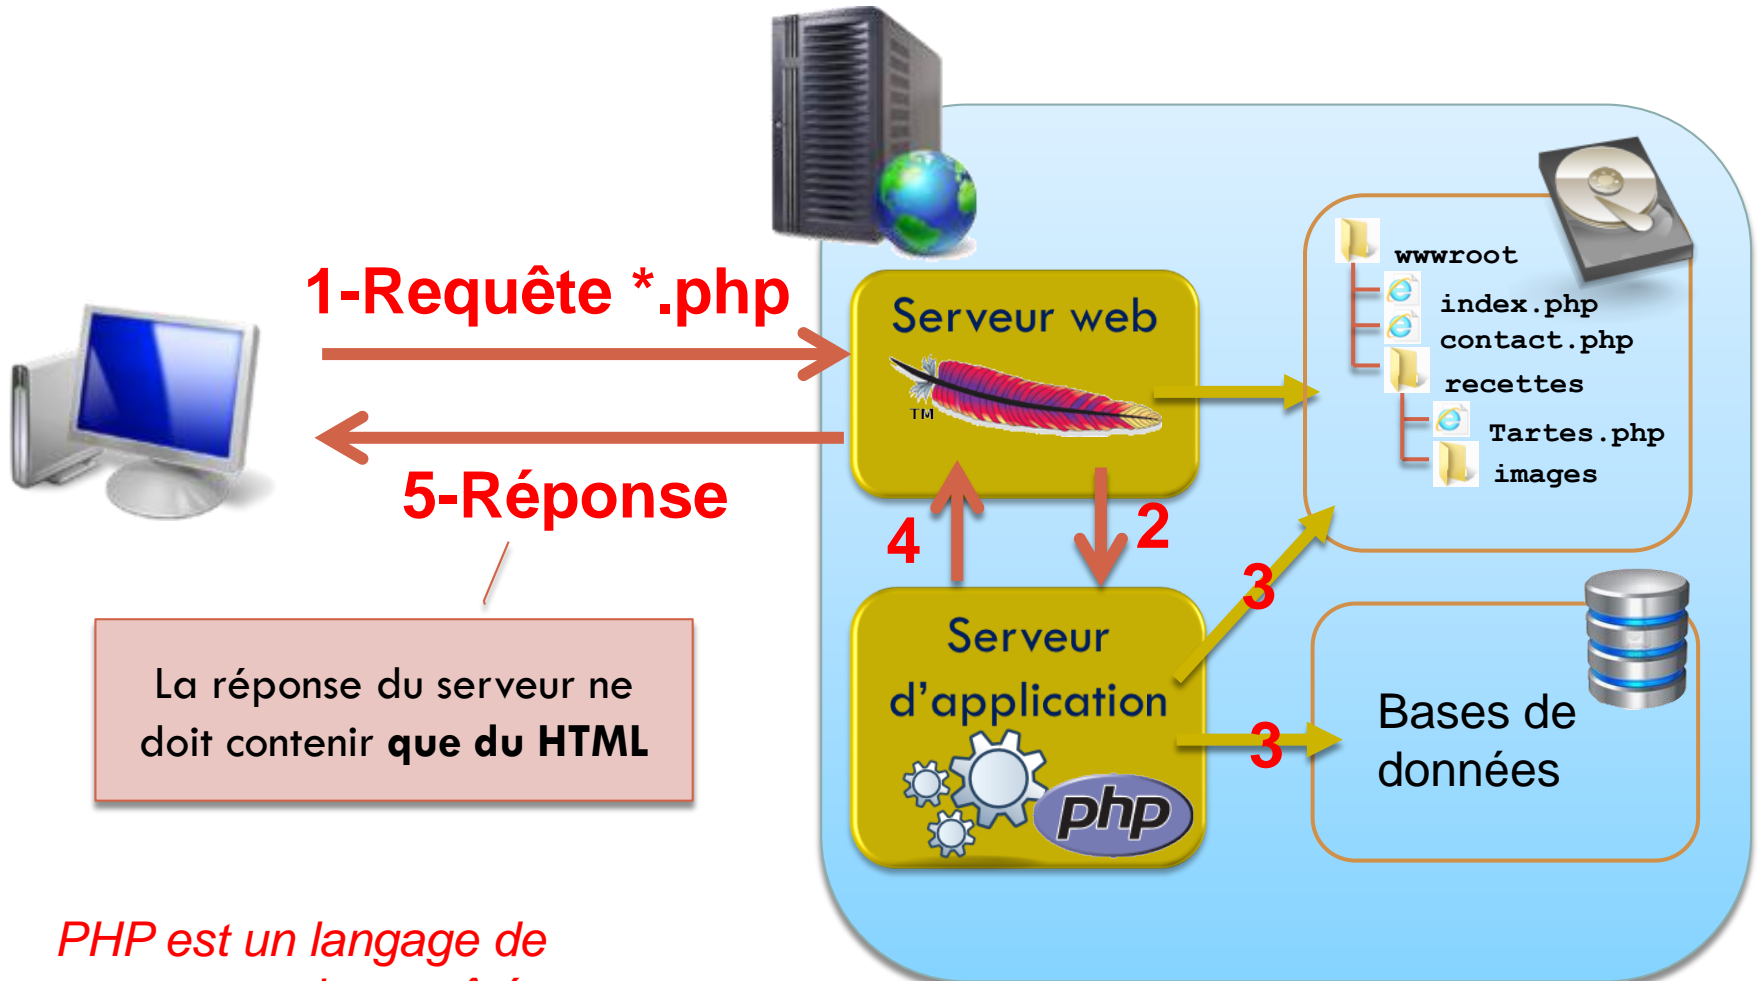 1-Requête *.php
5-Réponse
La réponse du serveur ne
doit contenir que du HTML
PHP est un langage de
Serveur web
TM
4
2
Serveur
d'application
php
3
3
wwwroot
index.php
contact.php
recettes
Tartes.php
images
Bases de
données